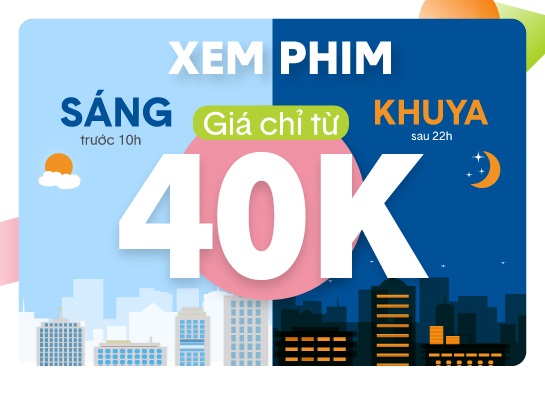 XEM PHIM
SÁNG
trước 10h
Giá chỉ từ
KHUYA
sau 22h
40K